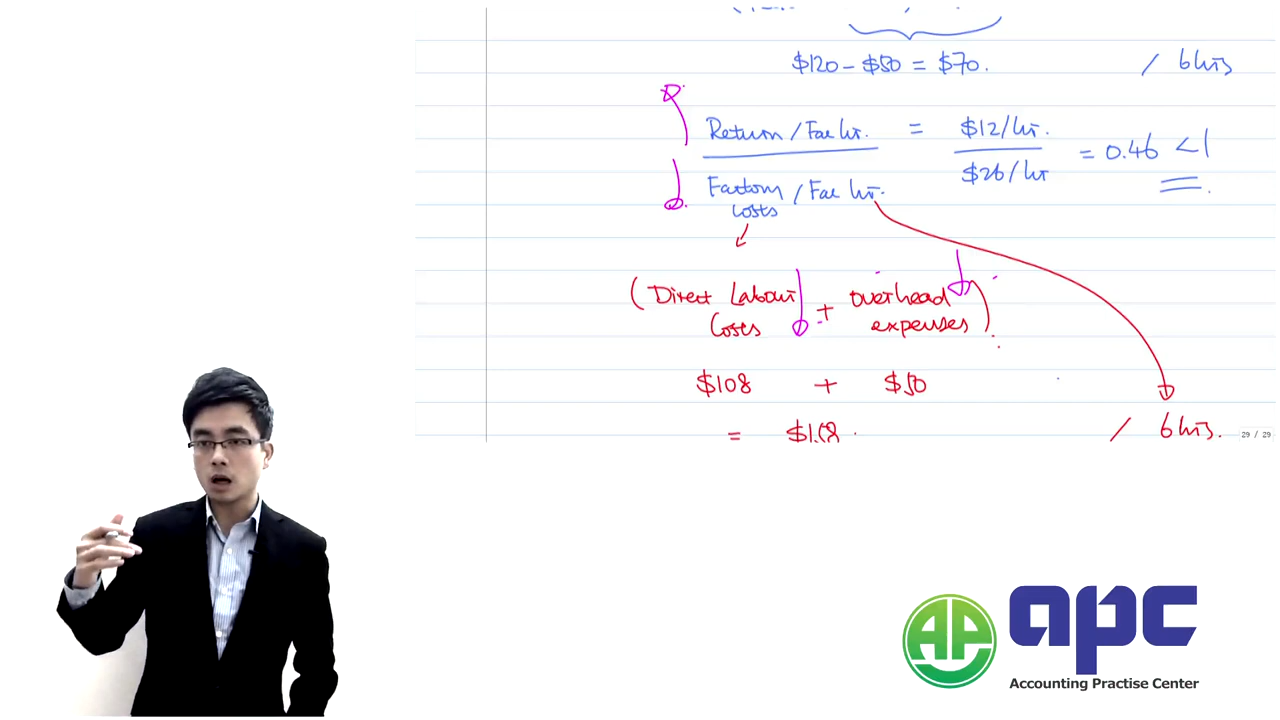 $120 - $50 = $70. / 6hrs
Return / Fac hr. = $12/hr. = 0.46 < 1
Factory costs / Fac hr. $26/hr
(Direct Labour Costs + Overhead expenses).
$108 + $50
= $158. / 6hrs.
29 / 29
AP
apc
Accounting Practise Center